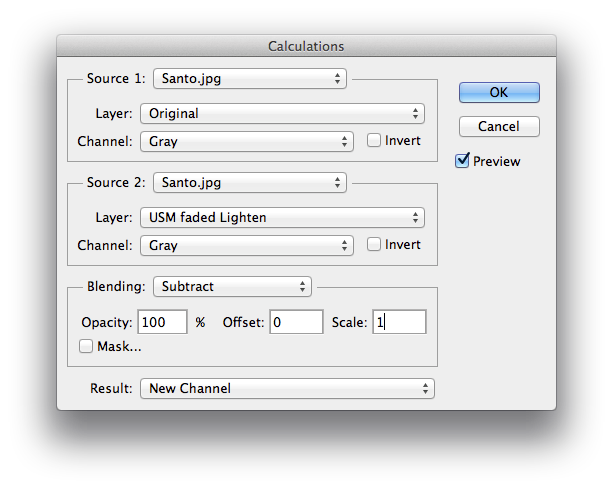 Calculations
Source 1: Santo.jpg
OK
Layer: Original
Cancel
Channel: Gray Invert
Preview
Source 2: Santo.jpg
Layer: USM faded Lighten
Channel: Gray Invert
Blending: Subtract
Opacity: 100 % Offset: 0 Scale: 1
Mask...
Result: New Channel